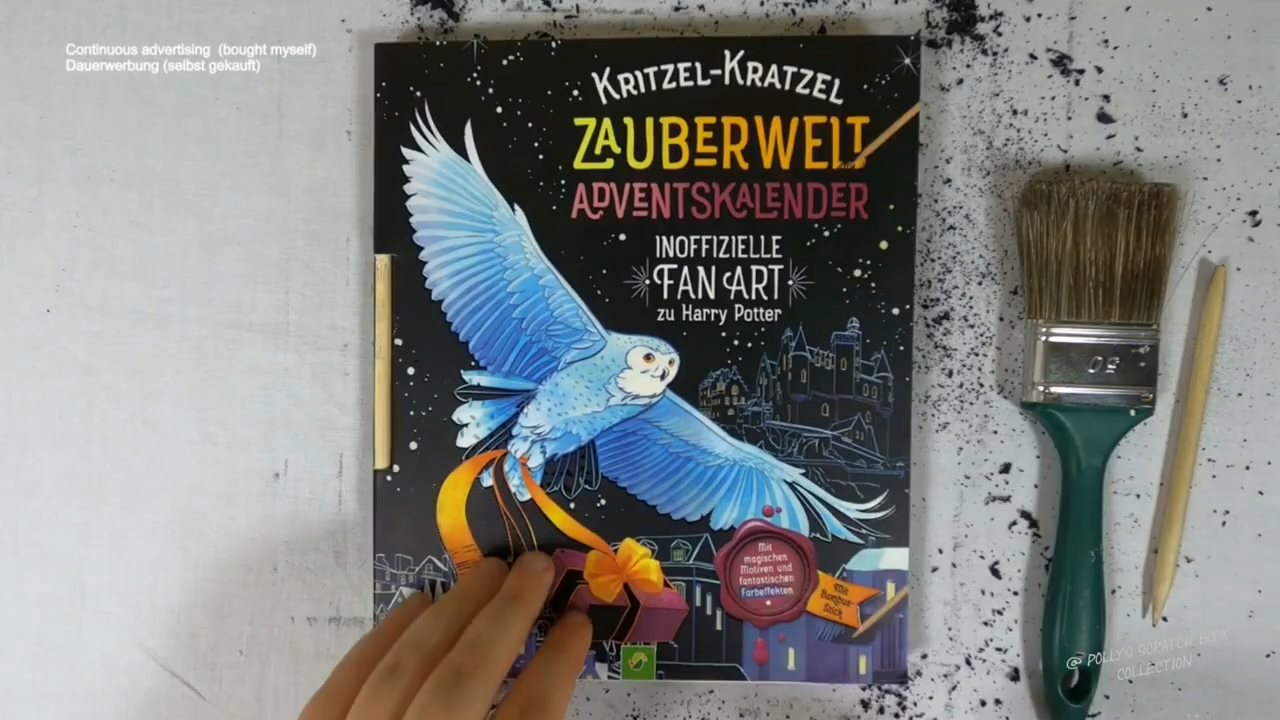 Continuous advertising (bought myself)
Dauerwerbung (selbst gekauft)
KRITZEL-KRATZEL
ZAUBERWELT
ADVENTSKALENDER
INOFFIZIELLE
FAN ART
zu Harry Potter
Mit
magischen
Motiven und
fantastischen
Farbeffekten
Mit
Bambus-
Stick
50
@ POLLY'S SCRATCH BOOK
COLLECTION